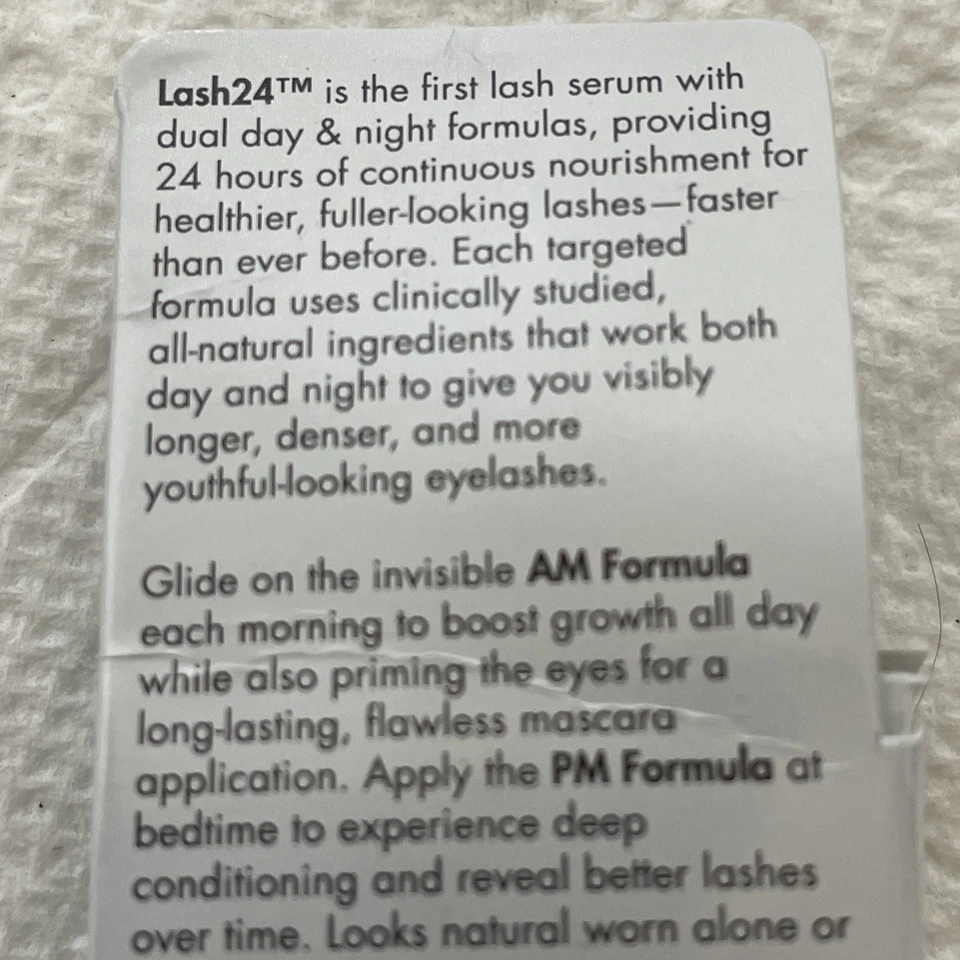 Lash24™ is the first lash serum with
dual day & night formulas, providing
24 hours of continuous nourishment for
healthier, fuller-looking lashes—faster
than ever before. Each targeted
formula uses clinically studied,
all-natural ingredients that work both
day and night to give you visibly
longer, denser, and more
youthful-looking eyelashes.
Glide on the invisible AM Formula
each morning to boost growth all day
while also priming the eyes for a
long-lasting, flawless mascara
application. Apply the PM Formula at
bedtime to experience deep
conditioning and reveal better lashes
over time. Looks natural worn alone or